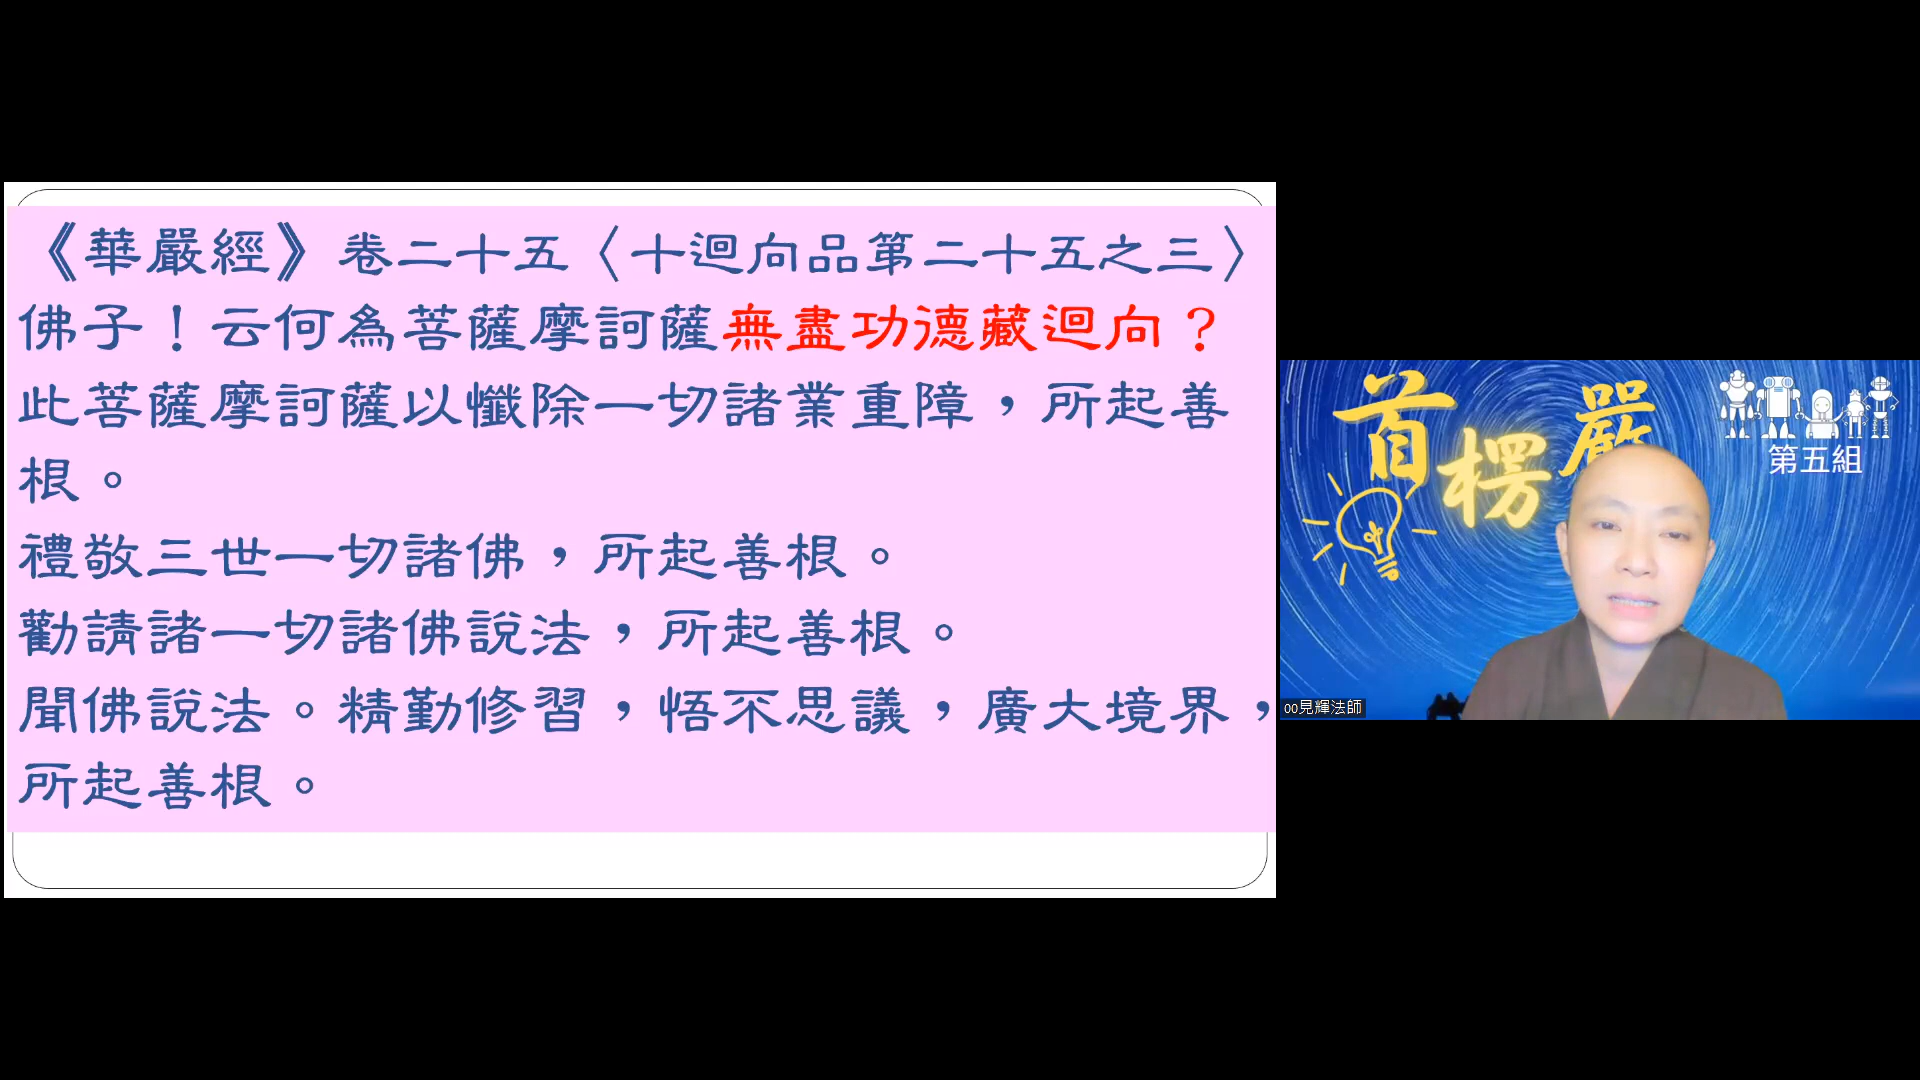 《華嚴經》卷二十五〈十迴向品第二十五之三〉
佛子！云何為菩薩摩訶薩無盡功德藏迴向？
此菩薩摩訶薩以懺除一切諸業重障，所起善
根。
禮敬三世一切諸佛，所起善根。
勸請諸一切諸佛說法，所起善根。
聞佛說法。精勤修習，悟不思議，廣大境界，
所起善根。
首楞嚴
第五組
oo見輝法師